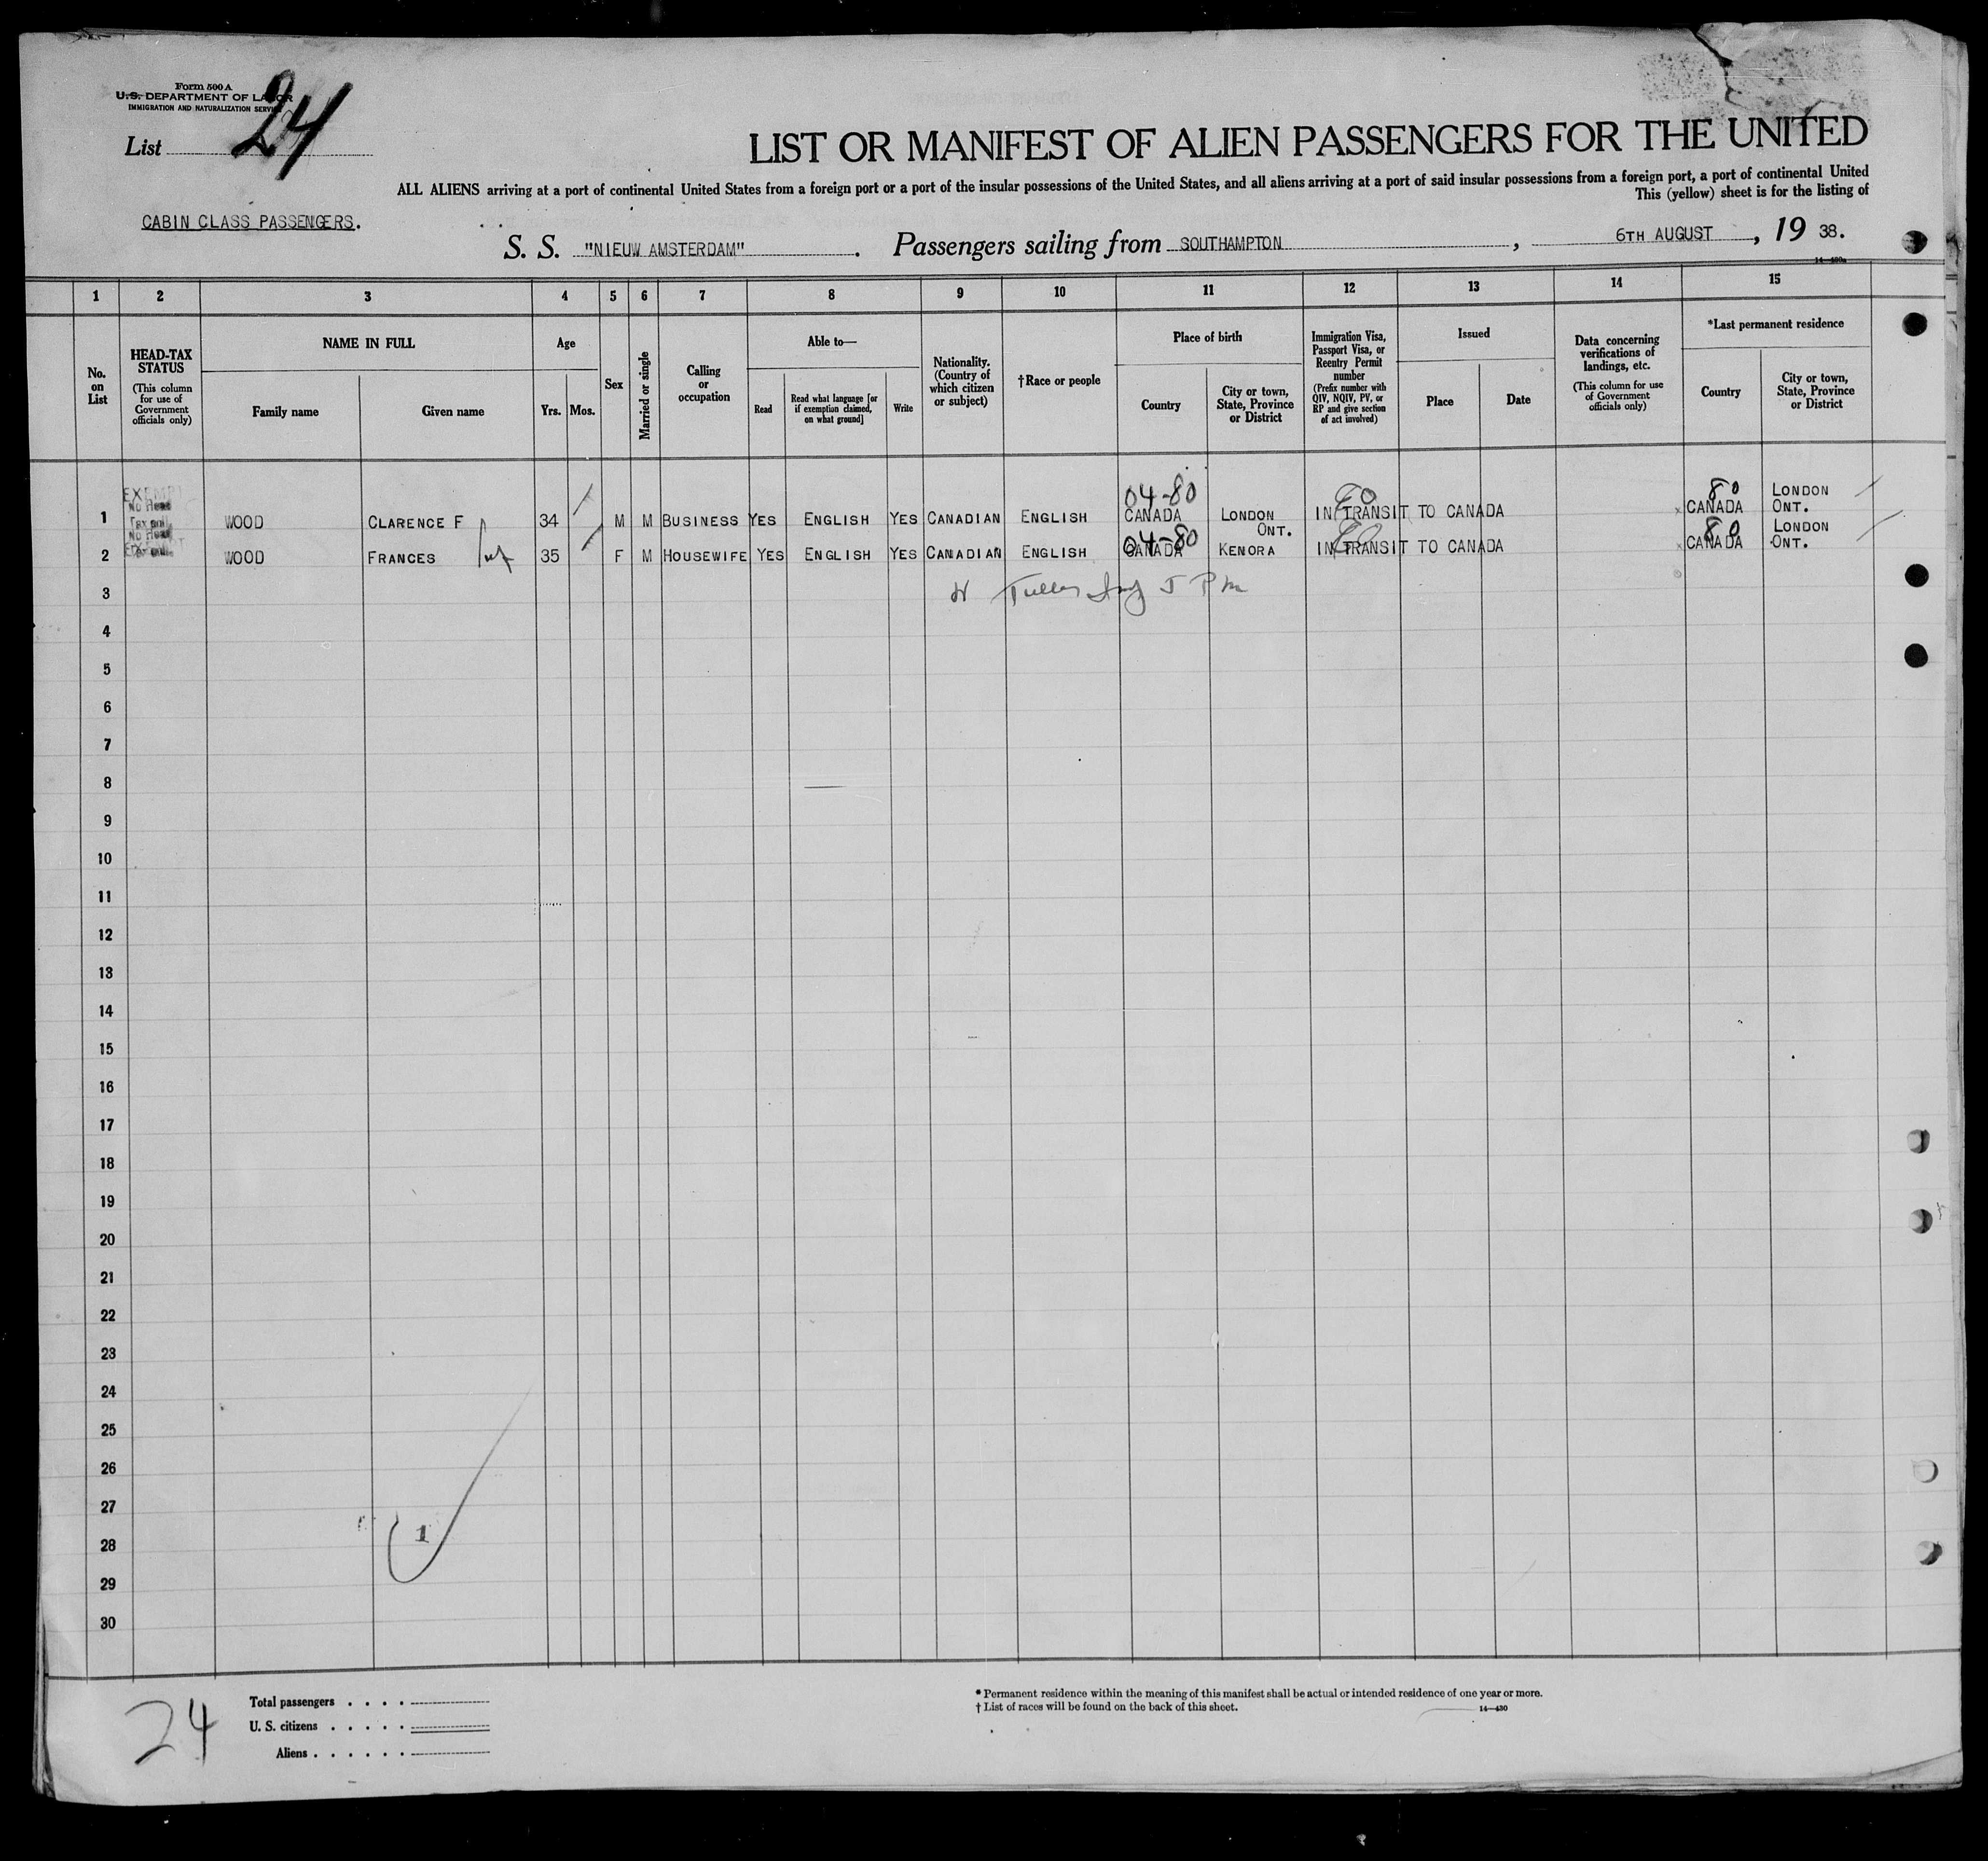 Form 500 A
U.S. DEPARTMENT OF LABOR
IMMIGRATION AND NATURALIZATION SERVICE
List 24
LIST OR MANIFEST OF ALIEN PASSENGERS FOR THE UNITED
ALL ALIENS arriving at a port of continental United States from a foreign port or a port of the insular possessions of the United States, and all aliens arriving at a port of said insular possessions from a foreign port, a port of continental United
This (yellow) sheet is for the listing of
CABIN CLASS PASSENGERS.
S. S. "NIEUW AMSTERDAM". Passengers sailing from SOUTHAMPTON, 6TH AUGUST, 19 38.
14—430a
1 2 3 4 5 6 7 8 9 10 11 12 13 14 15
No. on List
HEAD-TAX STATUS (This column for use of Government officials only)
NAME IN FULL
Family name Given name
Age
Yrs. Mos.
Sex
Married or single
Calling or occupation
Able to—
Read Read what language [or if exemption claimed, on what ground] Write
Nationality. (Country of which citizen or subject)
†Race or people
Place of birth
Country City or town, State, Province or District
Immigration Visa, Passport Visa, or Reentry Permit number (Prefix number with QIV, NQIV, PV, or RP and give section of act involved)
Issued
Place Date
Data concerning verifications of landings, etc. (This column for use of Government officials only)
*Last permanent residence
Country City or town, State, Province or District
EXEMPT No Head Tax
04-80 80 LONDON
1 WOOD CLARENCE F 34 M M BUSINESS YES ENGLISH YES CANADIAN ENGLISH CANADA LONDON ONT. IN TRANSIT TO CANADA CANADA ONT.
No Head
04-80 80 LONDON
2 WOOD FRANCES 35 F M HOUSEWIFE YES ENGLISH YES CANADIAN ENGLISH CANADA KENORA IN TRANSIT TO CANADA CANADA ONT.
3
4
5
6
7
8
9
10
11
12
13
14
15
16
17
18
19
20
21
22
23
24
25
26
27
1
28
29
30
24
Total passengers . . . .
U. S. citizens . . . . .
Aliens . . . . . .
* Permanent residence within the meaning of this manifest shall be actual or intended residence of one year or more.
† List of races will be found on the back of this sheet.
14—430